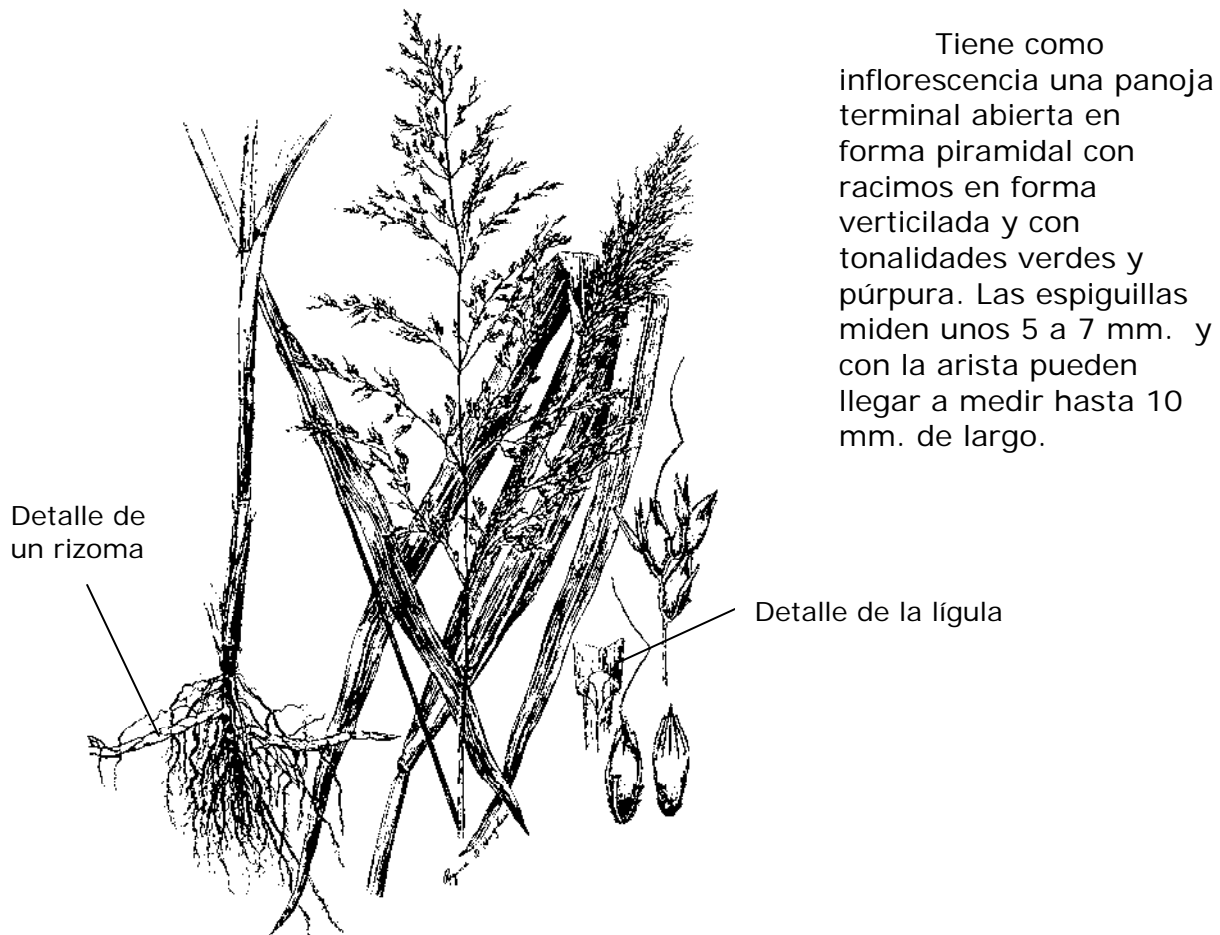 Tiene como
inflorescencia una panoja
terminal abierta en
forma piramidal con
racimos en forma
verticilada y con
tonalidades verdes y
púrpura. Las espiguillas
miden unos 5 a 7 mm. y
con la arista pueden
llegar a medir hasta 10
mm. de largo.
Detalle de
un rizoma
Detalle de la lígula